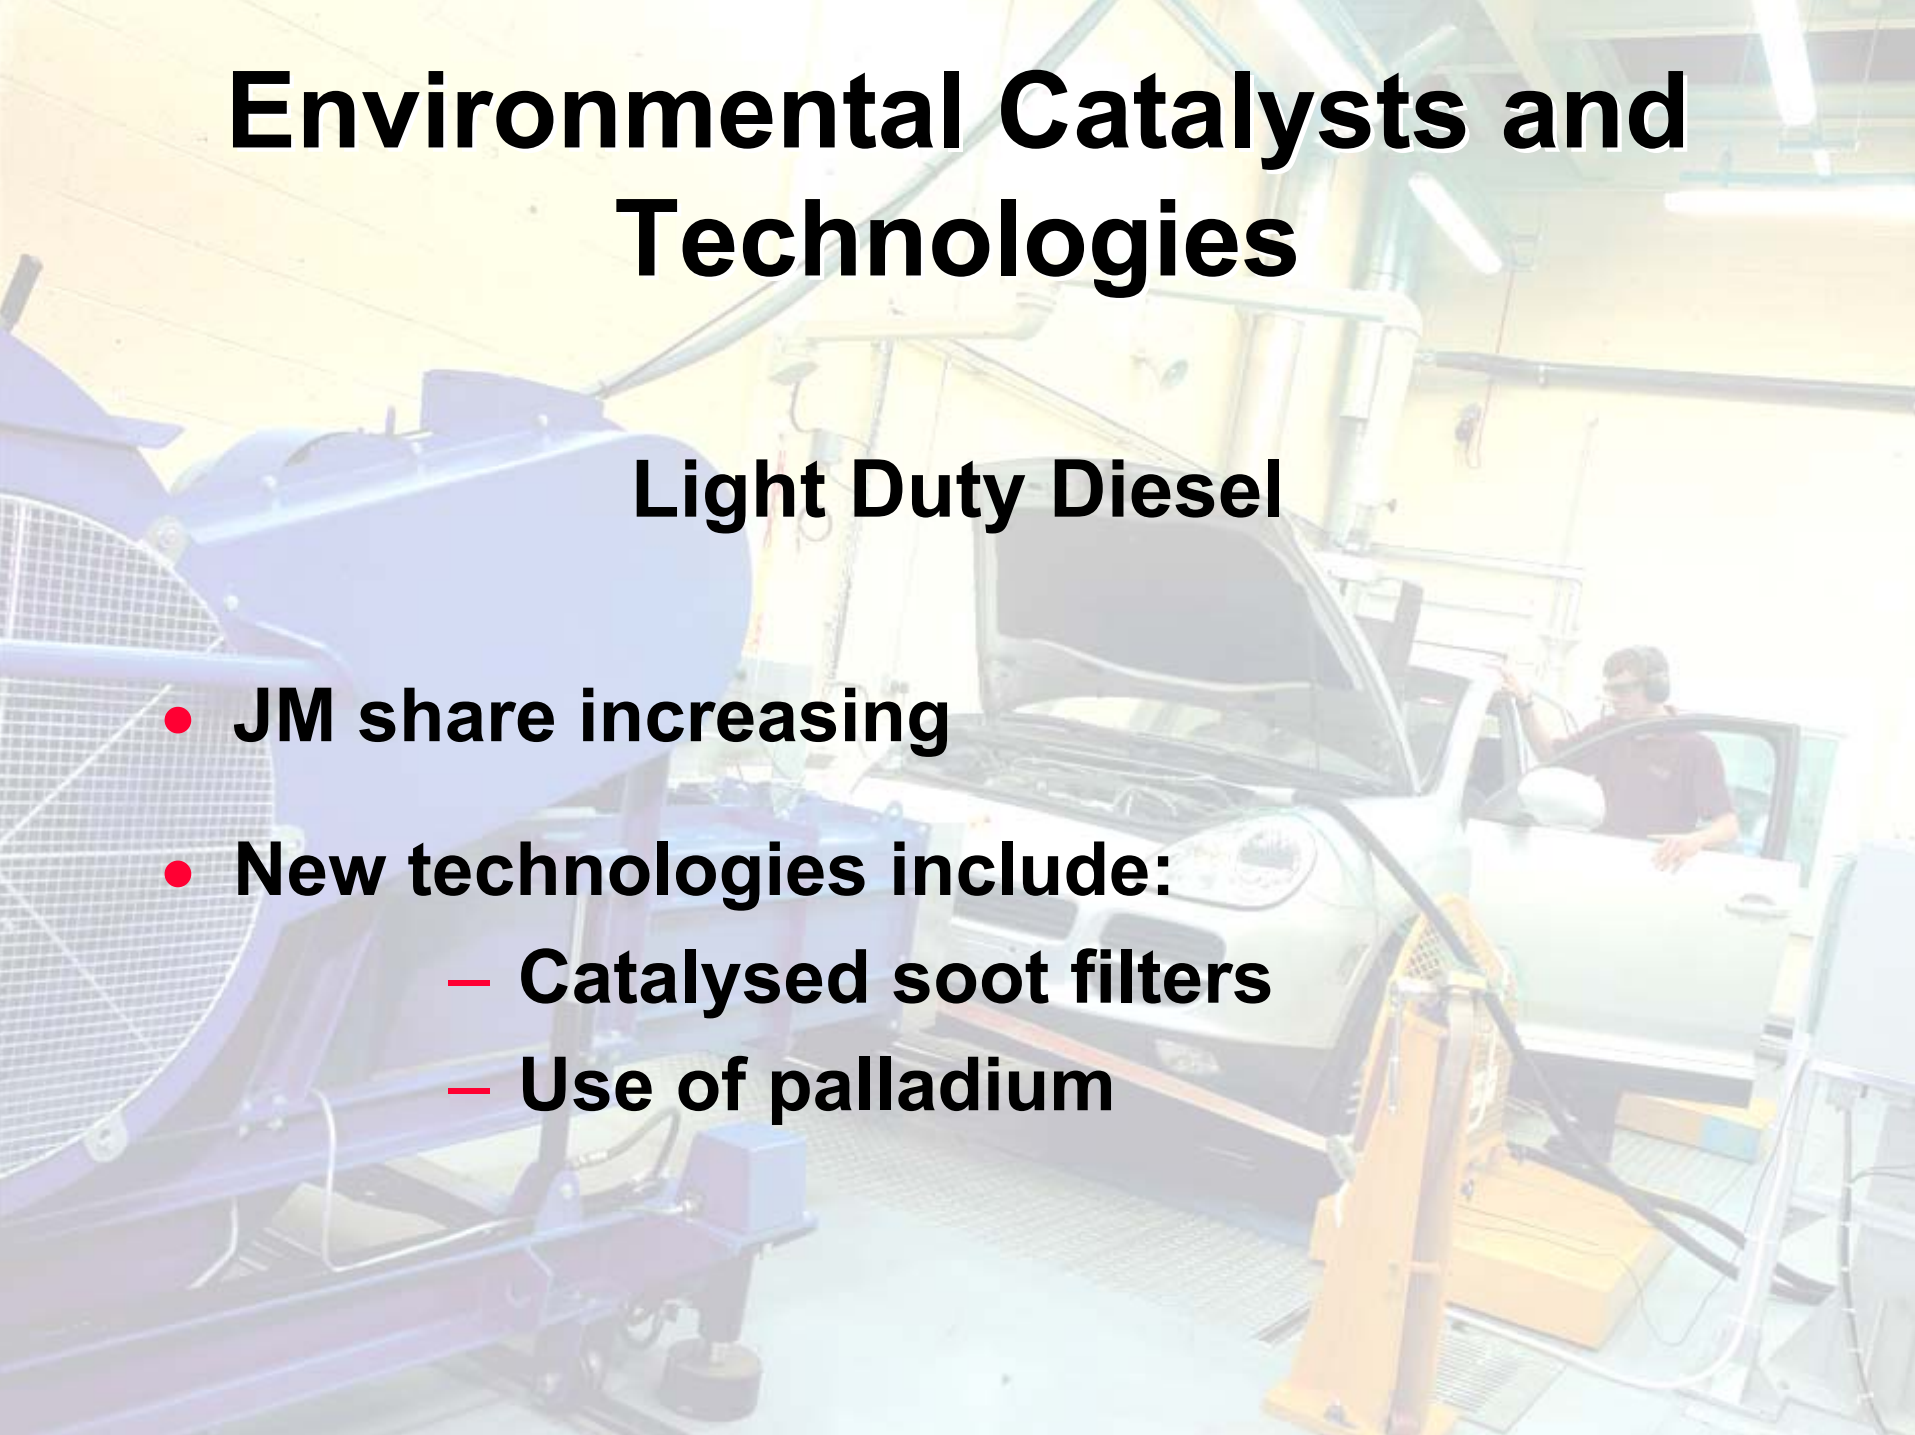 Environmental Catalysts and
Technologies
Light Duty Diesel
● JM share increasing
● New technologies include:
– Catalysed soot filters
– Use of palladium